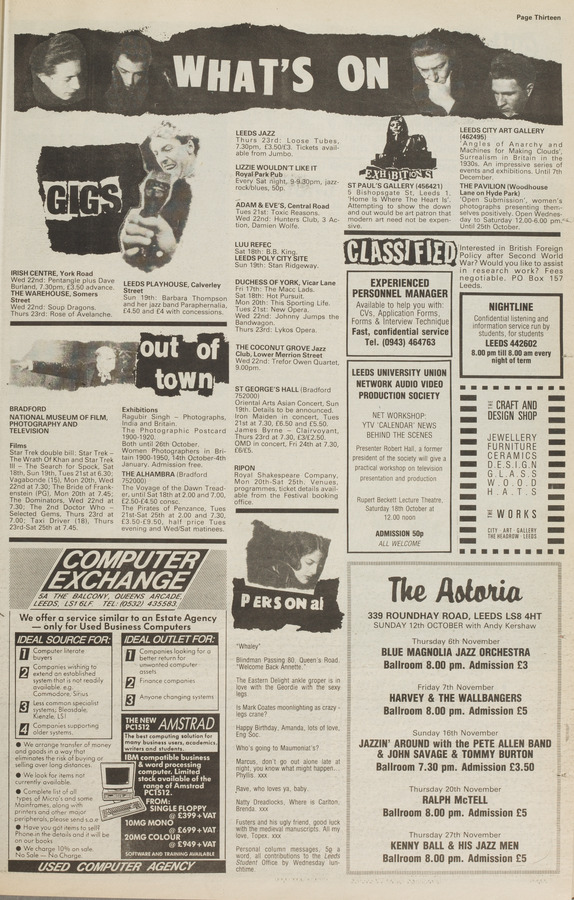 Page Thirteen
WHAT'S ON
GIGS
IRISH CENTRE, York Road
Wed 22nd: Pentangle plus Dave
Burland, 7.30pm, £3.50 advance.
THE WAREHOUSE, Somers
Street
Wed 22nd: Soup Dragons.
Thurs 23rd: Rose of Avelanche.
LEEDS PLAYHOUSE, Calverley
Street
Sun 19th: Barbara Thompson
and her jazz band Paraphernalia,
£4.50 and £4 with concessions.
LEEDS JAZZ
Thurs 23rd: Loose Tubes,
7.30pm, £3.50/£3. Tickets avail-
able from Jumbo.
LIZZIE WOULDN'T LIKE IT
Royal Park Pub
Every Sat night, 9-9.30pm, jazz-
rock/blues, 50p.
ADAM & EVE'S, Central Road
Tues 21st: Toxic Reasons.
Wed 22nd: Hunters Club, 3 Ac-
tion, Damien Wolfe.
LUU REFEC
Sat 18th: B.B. King.
LEEDS POLY CITY SITE
Sun 19th: Stan Ridgeway.
DUCHESS OF YORK, Vicar Lane
Fri 17th: The Macc Lads.
Sat 18th: Hot Pursuit.
Mon 20th: This Sporting Life.
Tues 21st: New Opera.
Wed 22nd: Johnny Jumps the
Bandwagon.
Thurs 23rd: Lykos Opera.
THE COCONUT GROVE Jazz
Club, Lower Merrion Street
Wed 22nd: Trefor Owen Quartet,
9.00pm.
ST GEORGE'S HALL (Bradford
752000)
Oriental Arts Asian Concert, Sun
19th. Details to be announced.
Iron Maiden in concert, Tues
21st at 7.30, £6.50 and £5.50.
James Byrne – Clairvoyant,
Thurs 23rd at 7.30, £3/£2.50.
OMD in concert, Fri 24th at 7.30,
£6/£5.
RIPON
Royal Shakespeare Company,
Mon 20th-Sat 25th. Venues,
programmes, ticket details avail-
able from the Festival booking
office.
EXHIBITIONS
ST PAUL'S GALLERY (456421)
5 Bishopsgate St, Leeds 1.
'Home Is Where The Heart Is'.
Attempting to show the down
and out would be art patron that
modern art need not be expen-
sive.
LEEDS CITY ART GALLERY
(462495)
'Angles of Anarchy and
Machines for Making Clouds',
Surrealism in Britain in the
1930s. An impressive series of
events and exhibitions. Until 7th
December.
THE PAVILION (Woodhouse
Lane on Hyde Park)
'Open Submission', women's
photographs presenting them-
selves positively. Open Wednes-
day to Saturday 12.00-6.00 pm.
Until 25th October.
out of
town
BRADFORD
NATIONAL MUSEUM OF FILM,
PHOTOGRAPHY AND
TELEVISION
Films
Star Trek double bill: Star Trek –
The Wrath Of Khan and Star Trek
III – The Search for Spock, Sat
18th, Sun 19th, Tues 21st at 6.30;
Vagabonde (15), Mon 20th, Wed
22nd at 7.30; The Bride of Frank-
enstein (PG), Mon 20th at 7.45;
The Dominators, Wed 22nd at
7.30; The 2nd Doctor Who –
Selected Gems, Thurs 23rd at
7.00; Taxi Driver (18), Thurs
23rd-Sat 25th at 7.45.
Exhibitions
Ragubir Singh – Photographs,
India and Britain.
The Photographic Postcard
1900-1920.
Both until 26th October.
Women Photographers in Bri-
tain 1900-1950, 14th October-4th
January. Admission free.
THE ALHAMBRA (Bradford
752000)
The Voyage of the Dawn Tread-
er, until Sat 18th at 2.00 and 7.00,
£2.50-£4.50 consc.
The Pirates of Penzance, Tues
21st-Sat 25th at 2.00 and 7.30,
£3.50-£9.50, half price Tues
evening and Wed/Sat matinees.
CLASSIFIED
Interested in British Foreign
Policy after Second World
War? Would you like to assist
in research work? Fees
negotiable. PO Box 157
Leeds.
EXPERIENCED
PERSONNEL MANAGER
Available to help you with:
CVs, Application Forms,
Forms & Interview Technique
Fast, confidential service
Tel. (0943) 464763
NIGHTLINE
Confidential listening and
information service run by
students, for students
LEEDS 442602
8.00 pm till 8.00 am every
night of term
LEEDS UNIVERSITY UNION
NETWORK AUDIO VIDEO
PRODUCTION SOCIETY
NET WORKSHOP:
YTV 'CALENDAR' NEWS
BEHIND THE SCENES
Presenter Robert Hall, a former
president of the society will give a
practical workshop on television
presentation and production
Rupert Beckett Lecture Theatre,
Saturday 18th October at
12.00 noon
ADMISSION 50p
ALL WELCOME
THE CRAFT AND
DESIGN SHOP
JEWELLERY
FURNITURE
CERAMICS
D.E.S.I.G.N
G.L.A.S.S
W.O.O.D
H.A.T.S
THE WORKS
CITY · ART · GALLERY
THE HEADROW · LEEDS
COMPUTER
EXCHANGE
5A THE BALCONY, QUEENS ARCADE,
LEEDS, LS1 6LF. TEL: (0532) 435583
We offer a service similar to an Estate Agency
— only for Used Business Computers
IDEAL SOURCE FOR:
1 Computer literate
buyers
2 Companies wishing to
extend an established
system that is not readily
available. e.g.
Commodore, Sirius
3 Less common specialist
systems, Bleasdale,
Kienzle, LSI
4 Companies supporting
older systems.
● We arrange transfer of money
and goods in a way that
eliminates the risk of buying or
selling over long distances.
● We look for items not
currently available.
● Complete list of all
types of Micro's and some
Mainframes, along with
printers and other major
peripherals, please send s.a.e
● Have you got items to sell?
Phone in the details and it will be
on our books
● We charge 10% on sale.
No Sale — No Charge.
IDEAL OUTLET FOR:
1 Companies looking for a
better return for
unwanted computer
assets
2 Finance companies
3 Anyone changing systems
THE NEW
PC1512 AMSTRAD
The best computing solution for
many business users, academics,
writers and students.
IBM compatible business
& word processing
computer. Limited
stock available of the
range of Amstrad
PC1512.
FROM:
SINGLE FLOPPY
@ £399 + VAT
10MG MONO
@ £699 + VAT
20MG COLOUR
@ £949 + VAT
SOFTWARE AND TRAINING AVAILABLE
USED COMPUTER AGENCY
PERSONal
"Whaley"
Blindman Passing 80, Queen's Road.
"Welcome Back Annette."
The Eastern Delight ankle groper is in
love with the Geordie with the sexy
legs
Is Mark Coates moonlighting as a crazy -
legs crane?
Happy Birthday, Amanda, lots of love,
Eng Soc.
Who's going to Maumoniat's?
Marcus, don't go out alone late at
night, you know what might happen...
Phyllis. xxx
Rave, who loves ya, baby.
Natty Dreadlocks, Where is Carlton,
Brenda. xxx
Fusters and his ugly friend, good luck
with the medieval manuscripts. All my
love, Topex. xxx
Personal column messages, 5p a
word, all contributions to the Leeds
Student Office by Wednesday lun-
chtime.
The Astoria
339 ROUNDHAY ROAD, LEEDS LS8 4HT
SUNDAY 12th OCTOBER with Andy Kershaw
Thursday 6th November
BLUE MAGNOLIA JAZZ ORCHESTRA
Ballroom 8.00 pm. Admission £3
Friday 7th November
HARVEY & THE WALLBANGERS
Ballroom 8.00 pm. Admission £5
Sunday 16th November
JAZZIN' AROUND with the PETE ALLEN BAND
& JOHN SAVAGE & TOMMY BURTON
Ballroom 7.30 pm. Admission £3.50
Thursday 20th November
RALPH McTELL
Ballroom 8.00 pm. Admission £5
Thursday 27th November
KENNY BALL & HIS JAZZ MEN
Ballroom 8.00 pm. Admission £5